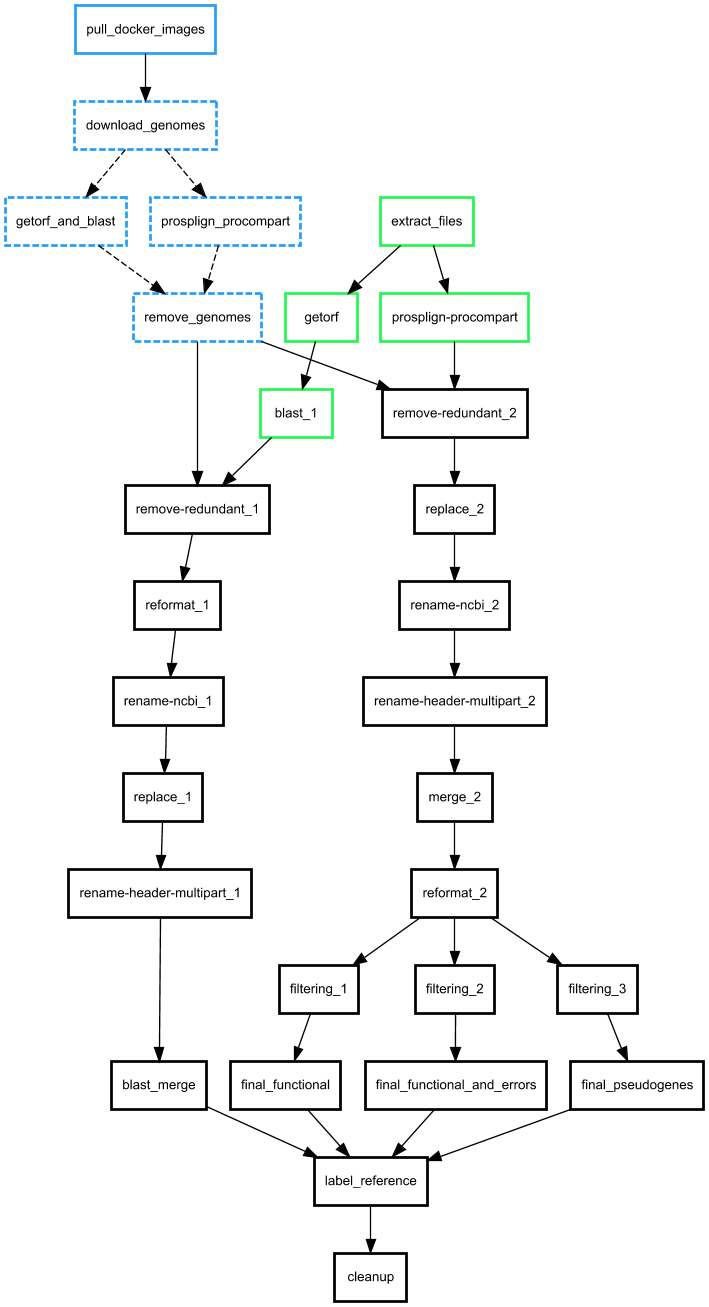 pull_docker_images
download_genomes
getorf_and_blast
prosplign_procompart
extract_files
remove_genomes
getorf
prosplign-procompart
blast_1
remove-redundant_2
remove-redundant_1
replace_2
reformat_1
rename-ncbi_2
rename-ncbi_1
rename-header-multipart_2
replace_1
merge_2
rename-header-multipart_1
reformat_2
filtering_1
filtering_2
filtering_3
blast_merge
final_functional
final_functional_and_errors
final_pseudogenes
label_reference
cleanup